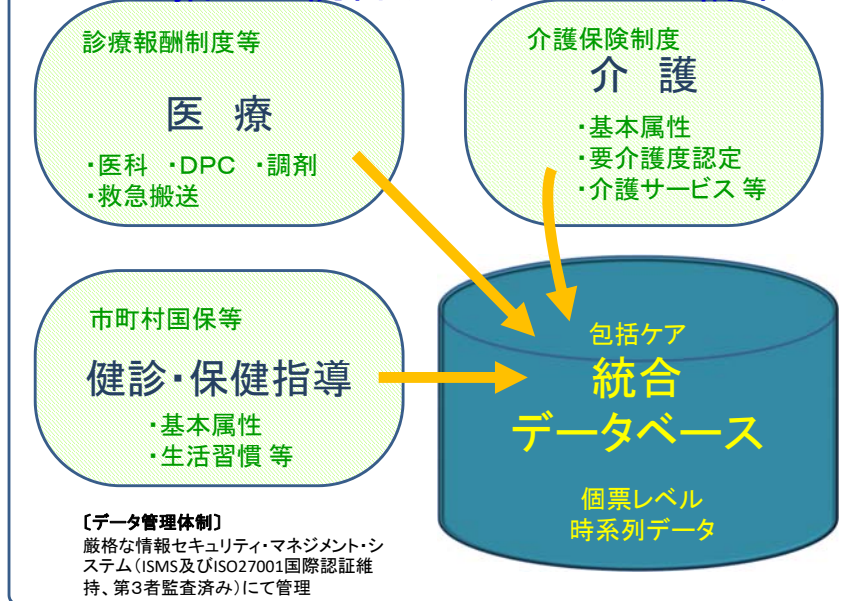 診療報酬制度等
医 療
・医科 ・DPC ・調剤
・救急搬送
介護保険制度
介 護
・基本属性
・要介護度認定
・介護サービス 等
市町村国保等
健診・保健指導
・基本属性
・生活習慣 等
包括ケア
統合
データベース
個票レベル
時系列データ
〔データ管理体制〕
厳格な情報セキュリティ・マネジメント・シ
ステム（ISMS及びISO27001国際認証維
持、第３者監査済み）にて管理